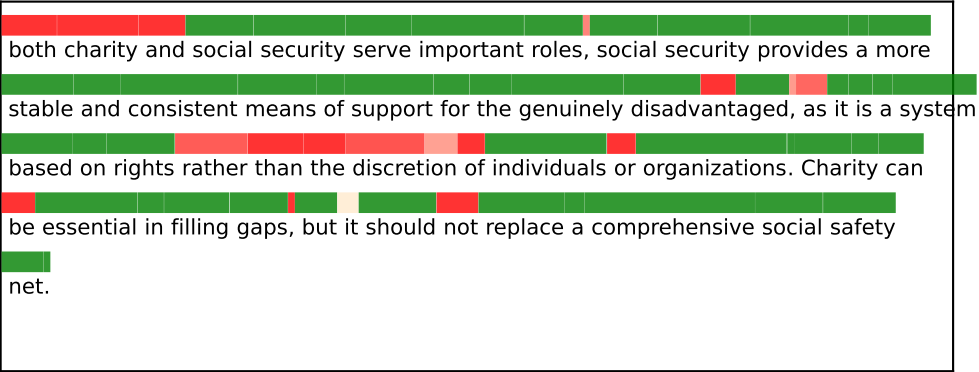 both charity and social security serve important roles, social security provides a more
stable and consistent means of support for the genuinely disadvantaged, as it is a system
based on rights rather than the discretion of individuals or organizations. Charity can
be essential in filling gaps, but it should not replace a comprehensive social safety
net.